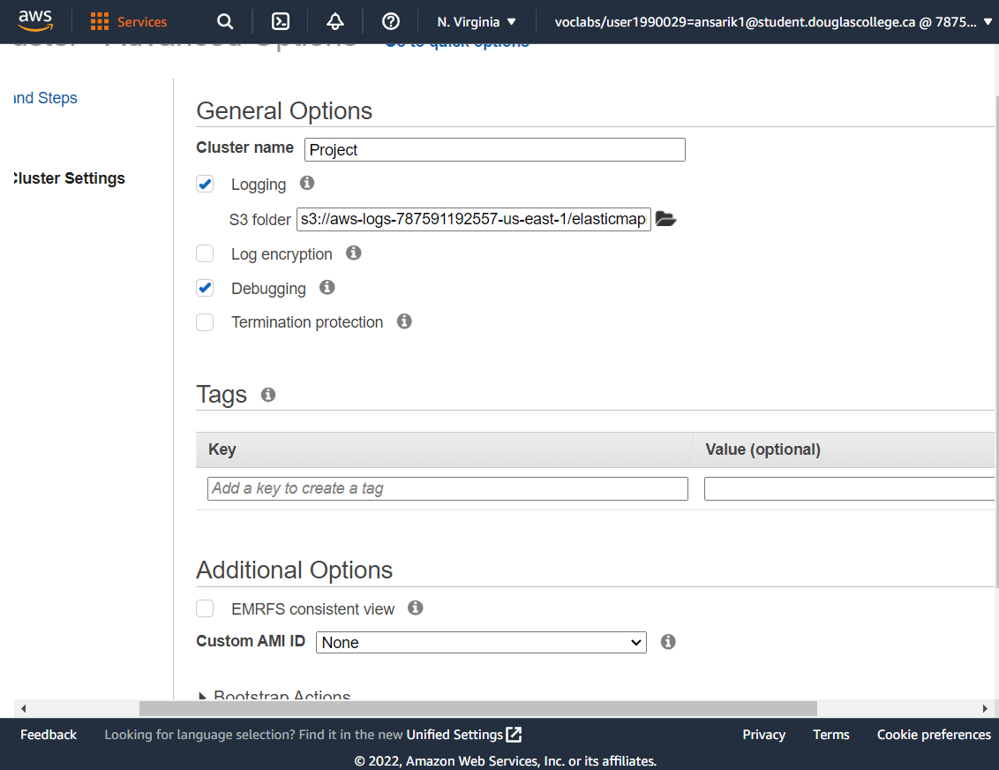 aws
Services
N. Virginia
voclabs/user1990029=ansarik1@student.douglascollege.ca @ 7875...
Advanced Options
Go to quick options
and Steps
Cluster Settings
General Options
Cluster name Project
Logging
S3 folder s3://aws-logs-787591192557-us-east-1/elasticmap
Log encryption
Debugging
Termination protection
Tags
Key Value (optional)
Add a key to create a tag
Additional Options
EMRFS consistent view
Custom AMI ID None
Bootstrap Actions
Feedback Looking for language selection? Find it in the new Unified Settings Privacy Terms Cookie preferences
© 2022, Amazon Web Services, Inc. or its affiliates.